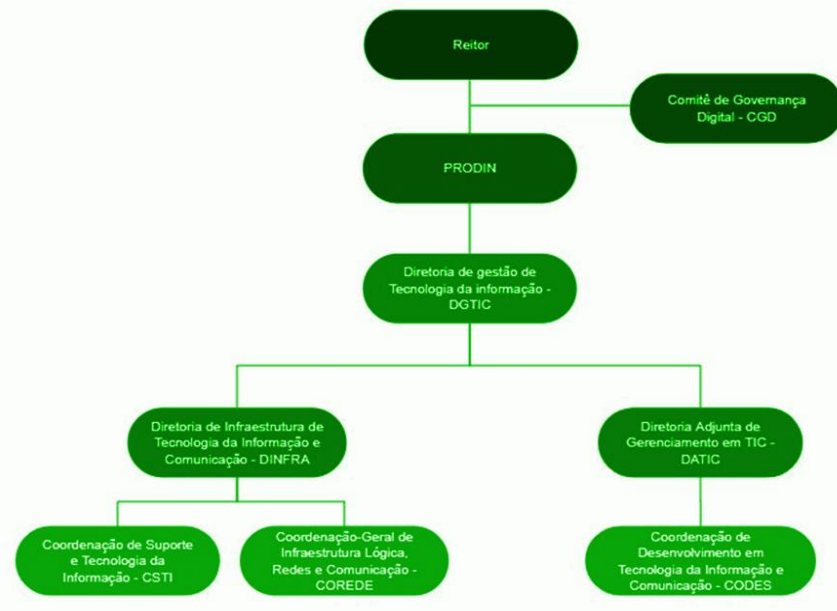 Reitor
Comitê de Governança
Digital - CGD
PRODIN
Diretoria de gestão de
Tecnologia da informação -
DGTIC
Diretoria de Infraestrutura de
Tecnologia da Informação e
Comunicação - DINFRA
Diretoria Adjunta de
Gerenciamento em TIC -
DATIC
Coordenação de Suporte
e Tecnologia da
Informação - CSTI
Coordenação-Geral de
Infraestrutura Lógica,
Redes e Comunicação -
COREDE
Coordenação de
Desenvolvimento em
Tecnologia da Informação e
Comunicação - CODES